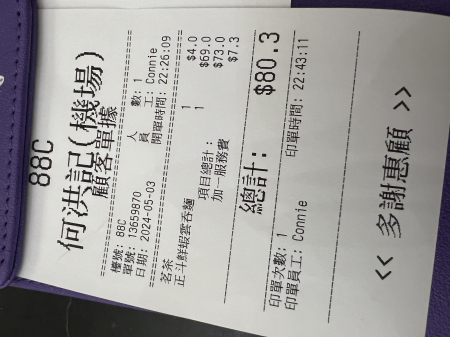 88C
何洪記(機場)
顧客單據
檯號: 88C 人數: 1
單號: 13659870 員工: Connie
日期: 2024-05-03 開單時間: 22:26:09
茗茶 1 $4.0
正斗鮮蝦雲吞麵 1 $69.0
項目總計: $73.0
加一服務費 $7.3
總計: $80.3
印單次數: 1
印單員工: Connie 印單時間: 22:43:11
<< 多謝惠顧 >>